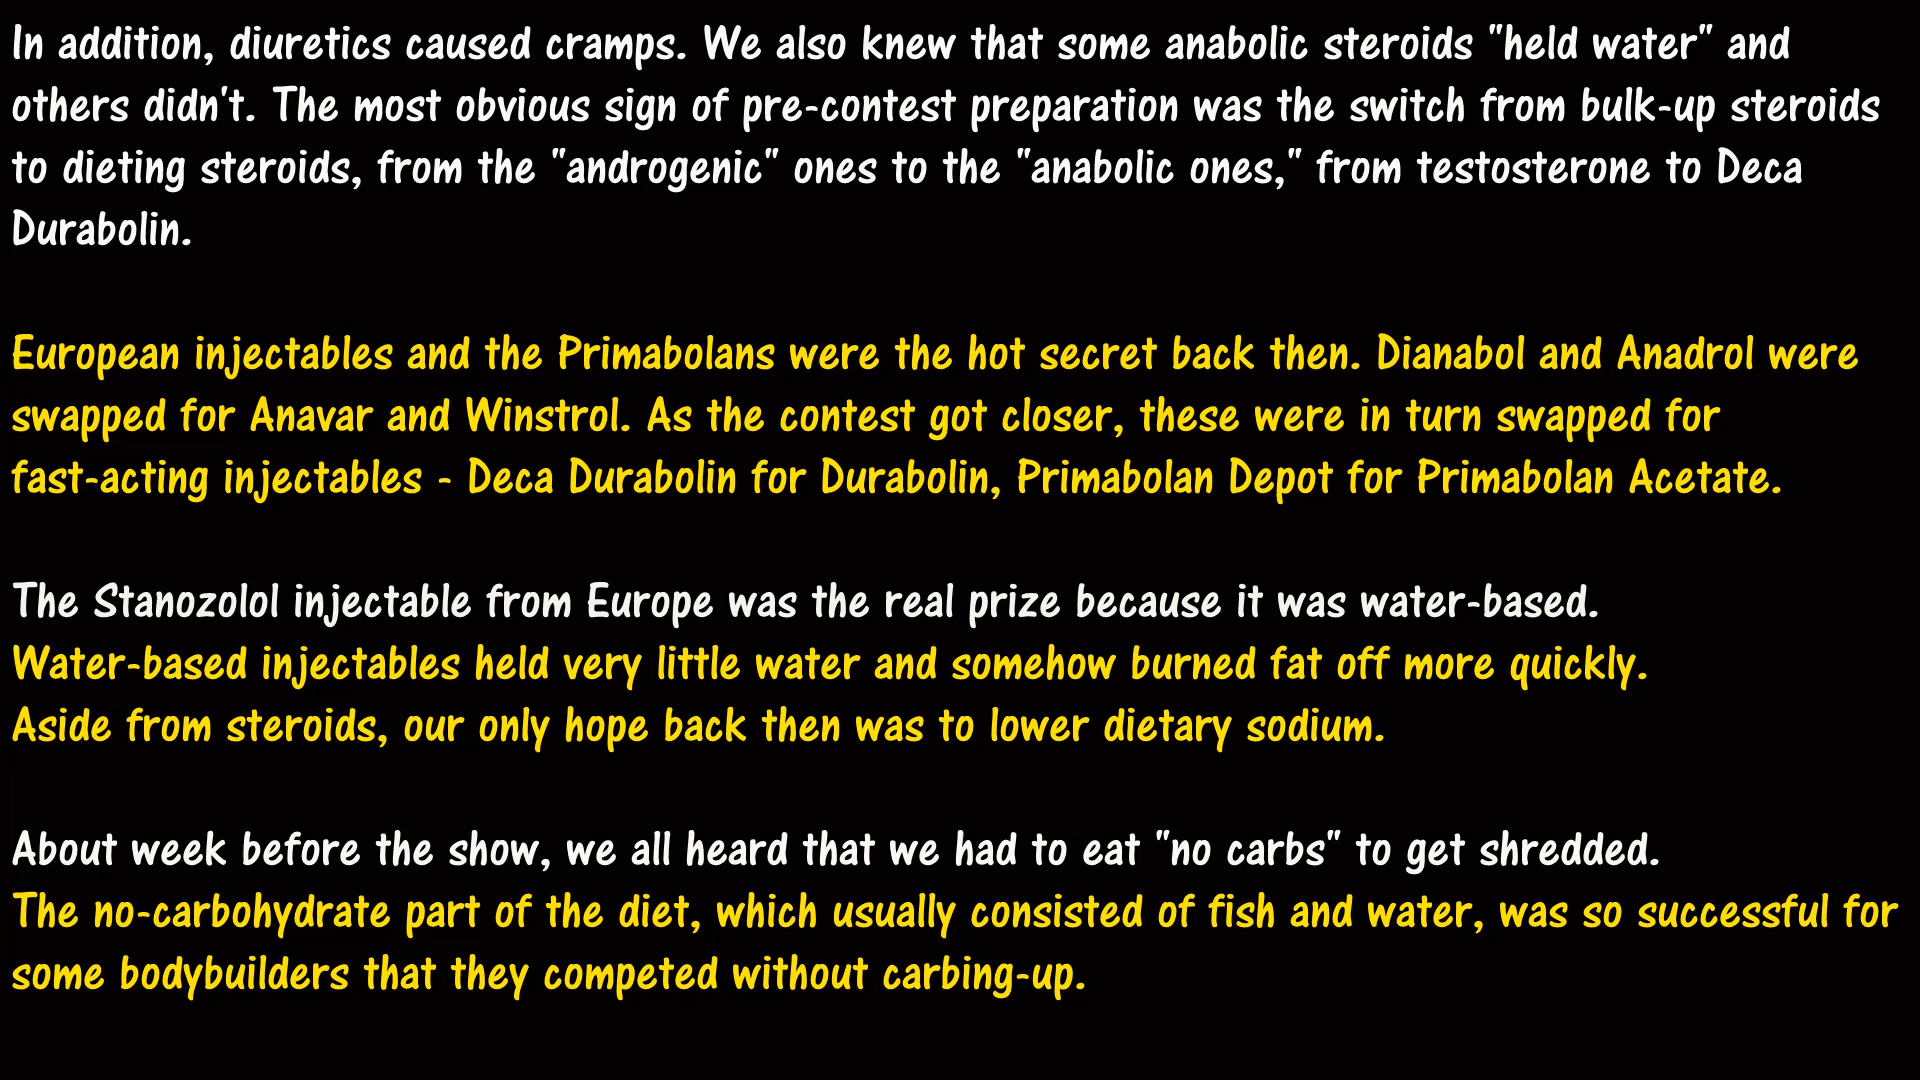 In addition, diuretics caused cramps. We also knew that some anabolic steroids "held water" and
others didn't. The most obvious sign of pre-contest preparation was the switch from bulk-up steroids
to dieting steroids, from the "androgenic" ones to the "anabolic ones," from testosterone to Deca
Durabolin.
European injectables and the Primabolans were the hot secret back then. Dianabol and Anadrol were
swapped for Anavar and Winstrol. As the contest got closer, these were in turn swapped for
fast-acting injectables - Deca Durabolin for Durabolin, Primabolan Depot for Primabolan Acetate.
The Stanozolol injectable from Europe was the real prize because it was water-based.
Water-based injectables held very little water and somehow burned fat off more quickly.
Aside from steroids, our only hope back then was to lower dietary sodium.
About week before the show, we all heard that we had to eat "no carbs" to get shredded.
The no-carbohydrate part of the diet, which usually consisted of fish and water, was so successful for
some bodybuilders that they competed without carbing-up.